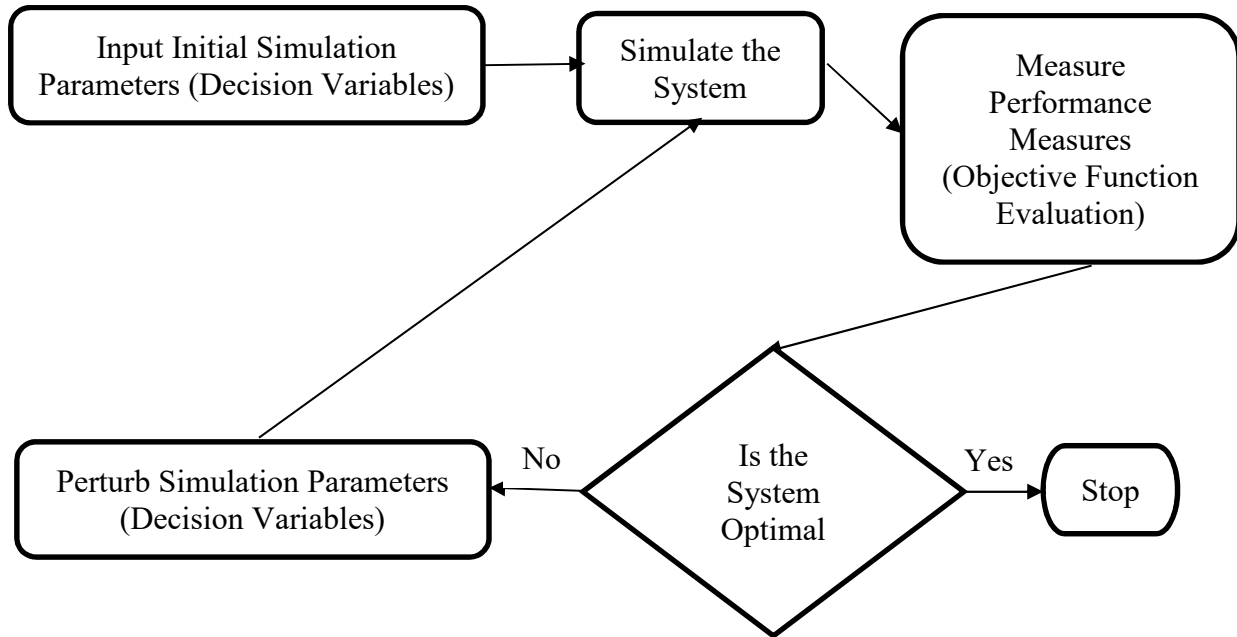 Input Initial Simulation
Parameters (Decision Variables)
Simulate the
System
Measure
Performance
Measures
(Objective Function
Evaluation)
Is the
System
Optimal
No
Yes
Perturb Simulation Parameters
(Decision Variables)
Stop